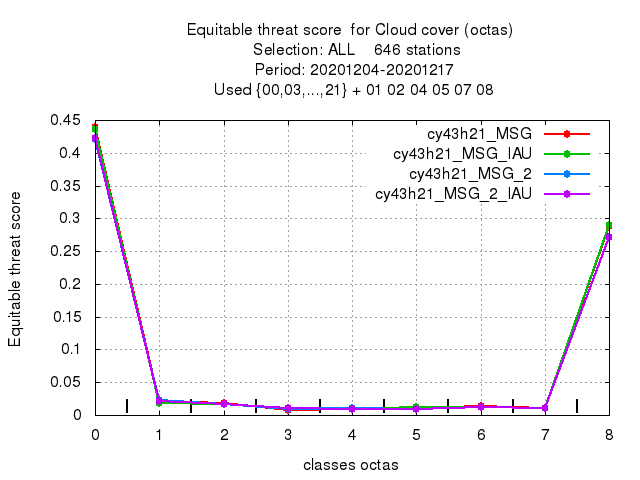 Equitable threat score  for Cloud cover (octas)
Selection: ALL    646 stations
Period: 20201204-20201217
Used {00,03,...,21} + 01 02 04 05 07 08
cy43h21_MSG
cy43h21_MSG_IAU
cy43h21_MSG_2
cy43h21_MSG_2_IAU
Equitable threat score
0.45
0.4
0.35
0.3
0.25
0.2
0.15
0.1
0.05
0
0 1 2 3 4 5 6 7 8
classes octas